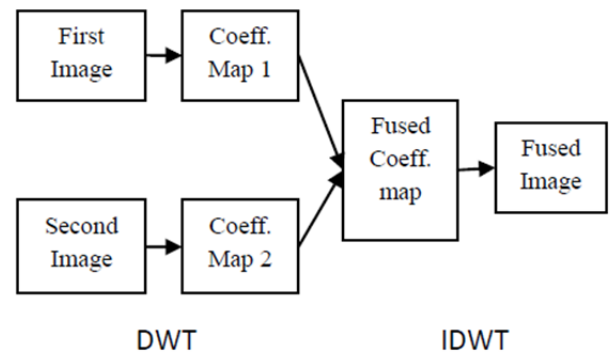 First
Image
Coeff.
Map 1
Second
Image
Coeff.
Map 2
Fused
Coeff.
map
Fused
Image
DWT
IDWT